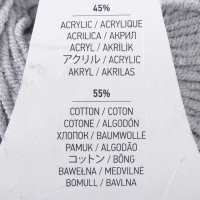 45%
ACRYLIC / ACRYLIQUE
ACRILICA / АКРИЛ
ACRYL / AKRILIK
アクリル / ACRYLIC
AKRYL / AKRILAS
55%
COTTON / COTON
COTONE / ALGODÓN
ХЛОПОК / BAUMWOLLE
PAMUK / ALGODÃO
コットン / BÔNG
BAWEŁNA / MEDVILNĖ
BOMULL / BAVLNA